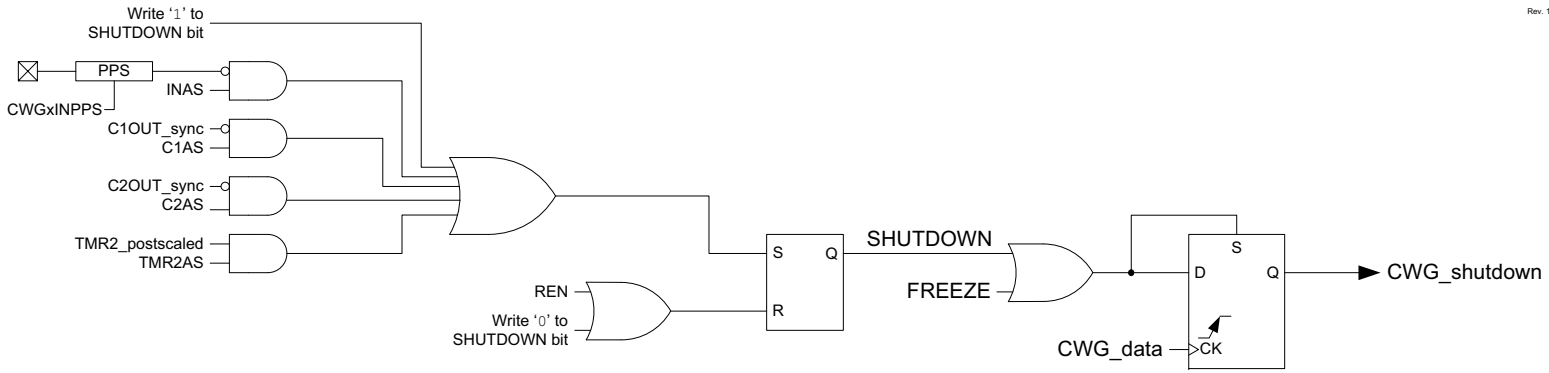 Rev. 1
Write ‘1’ to
SHUTDOWN bit
PPS
INAS
CWGxINPPS
C1OUT_sync
C1AS
C2OUT_sync
C2AS
TMR2_postscaled
TMR2AS
REN
Write ‘0’ to
SHUTDOWN bit
S
Q
R
SHUTDOWN
FREEZE
S
D
Q
CWG_data
CK
CWG_shutdown